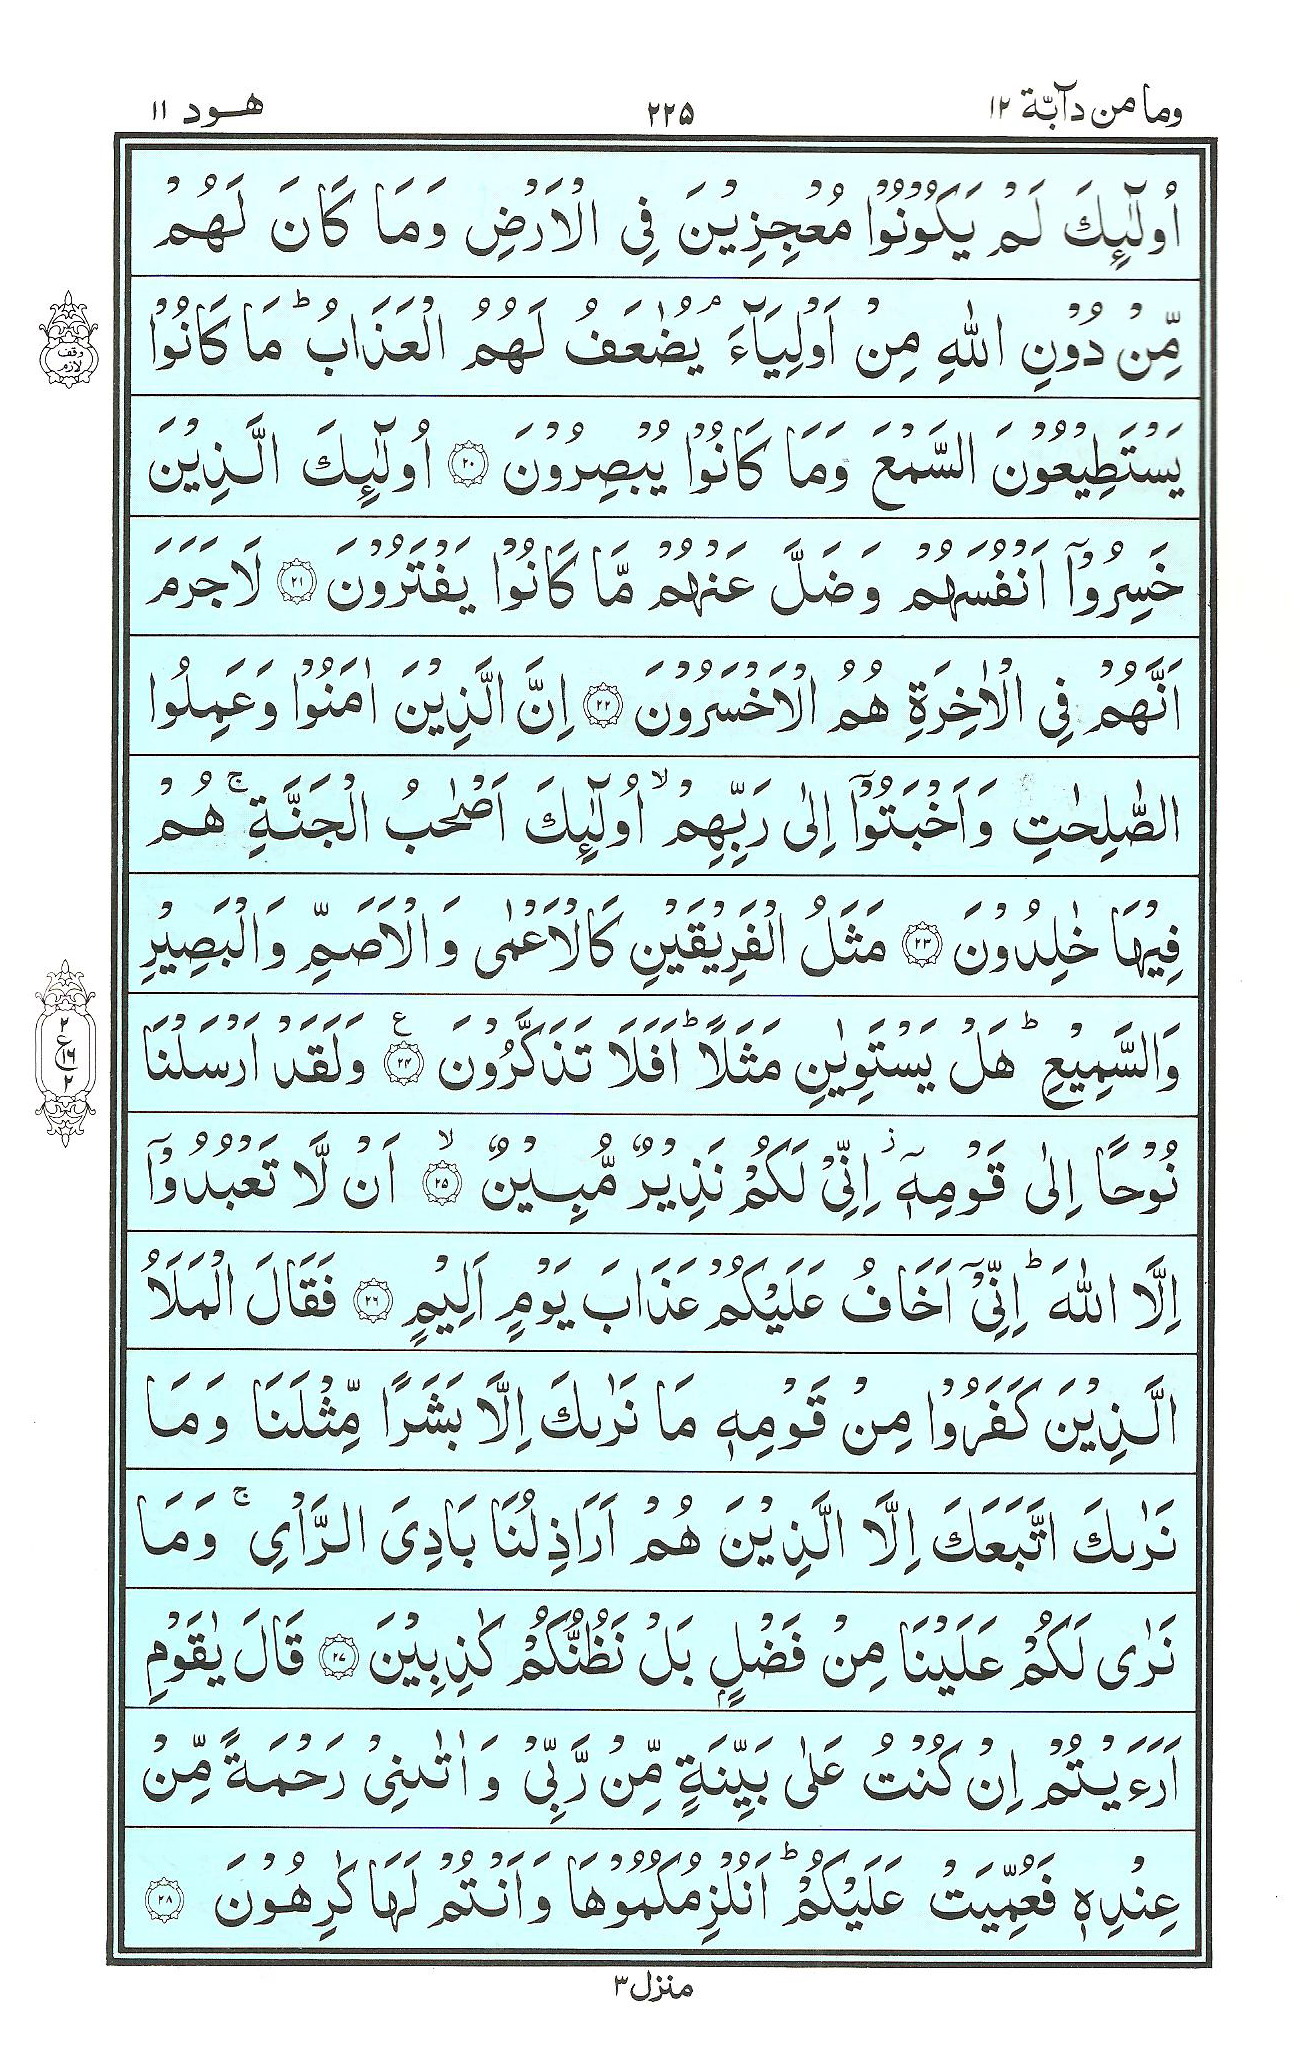 وما من دآبّة ١٢
٢٢٥
هود ١١
اُولٰٓئِكَ لَمْ يَكُوْنُوْا مُعْجِزِيْنَ فِى الْاَرْضِ وَمَا كَانَ لَهُمْ
مِّنْ دُوْنِ اللّٰهِ مِنْ اَوْلِيَآءَ ۘ يُضٰعَفُ لَهُمُ الْعَذَابُ ؕ مَا كَانُوْا
وقف لازم
يَسْتَطِيْعُوْنَ السَّمْعَ وَمَا كَانُوْا يُبْصِرُوْنَ ﴿٢٠﴾ اُولٰٓئِكَ الَّذِيْنَ
خَسِرُوْۤا اَنْفُسَهُمْ وَضَلَّ عَنْهُمْ مَّا كَانُوْا يَفْتَرُوْنَ ﴿٢١﴾ لَاجَرَمَ
اَنَّهُمْ فِى الْاٰخِرَةِ هُمُ الْاَخْسَرُوْنَ ﴿٢٢﴾ اِنَّ الَّذِيْنَ اٰمَنُوْا وَعَمِلُوا
الصّٰلِحٰتِ وَاَخْبَتُوْۤا اِلٰى رَبِّهِمْ ۙ اُولٰٓئِكَ اَصْحٰبُ الْجَنَّةِ ۚ هُمْ
فِيْهَا خٰلِدُوْنَ ﴿٢٣﴾ مَثَلُ الْفَرِيْقَيْنِ كَالْاَعْمٰى وَالْاَصَمِّ وَالْبَصِيْرِ
وَالسَّمِيْعِ ؕ هَلْ يَسْتَوِيٰنِ مَثَلًا ؕ اَفَلَا تَذَكَّرُوْنَ ﴿٢٤﴾ ع وَلَقَدْ اَرْسَلْنَا
٢
ع ١٦
٢
نُوْحًا اِلٰى قَوْمِهٖۤ ۡ اِنِّىْ لَكُمْ نَذِيْرٌ مُّبِيْنٌ ﴿٢٥﴾ ۙ اَنْ لَّا تَعْبُدُوْۤا
اِلَّا اللّٰهَ ؕ اِنِّىْۤ اَخَافُ عَلَيْكُمْ عَذَابَ يَوْمٍ اَلِيْمٍ ﴿٢٦﴾ فَقَالَ الْمَلَاُ
الَّذِيْنَ كَفَرُوْا مِنْ قَوْمِهٖ مَا نَرٰىكَ اِلَّا بَشَرًا مِّثْلَنَا وَمَا
نَرٰىكَ اتَّبَعَكَ اِلَّا الَّذِيْنَ هُمْ اَرَاذِلُنَا بَادِىَ الرَّاْىِ ۚ وَمَا
نَرٰى لَكُمْ عَلَيْنَا مِنْ فَضْلٍۭ بَلْ نَظُنُّكُمْ كٰذِبِيْنَ ﴿٢٧﴾ قَالَ يٰقَوْمِ
اَرَءَيْتُمْ اِنْ كُنْتُ عَلٰى بَيِّنَةٍ مِّنْ رَّبِّىْ وَاٰتٰىنِىْ رَحْمَةً مِّنْ
عِنْدِهٖ فَعُمِّيَتْ عَلَيْكُمْ ؕ اَنُلْزِمُكُمُوْهَا وَاَنْتُمْ لَهَا كٰرِهُوْنَ ﴿٢٨﴾
منزل ٣